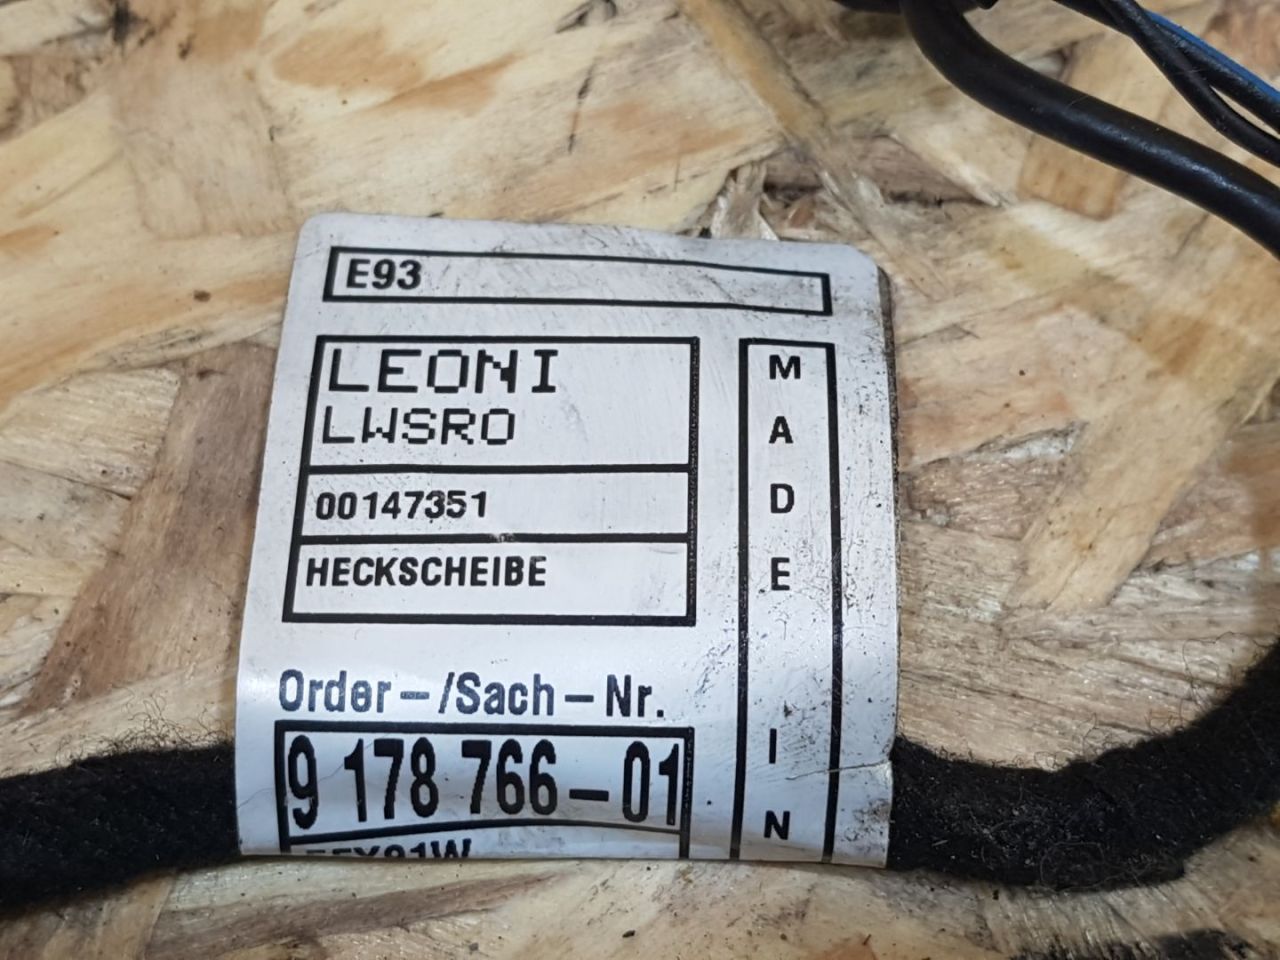 E93
LEONI
LWSRO
00147351
HECKSCHEIBE
Order-/Sach-Nr.
9 178 766-01
MADE IN